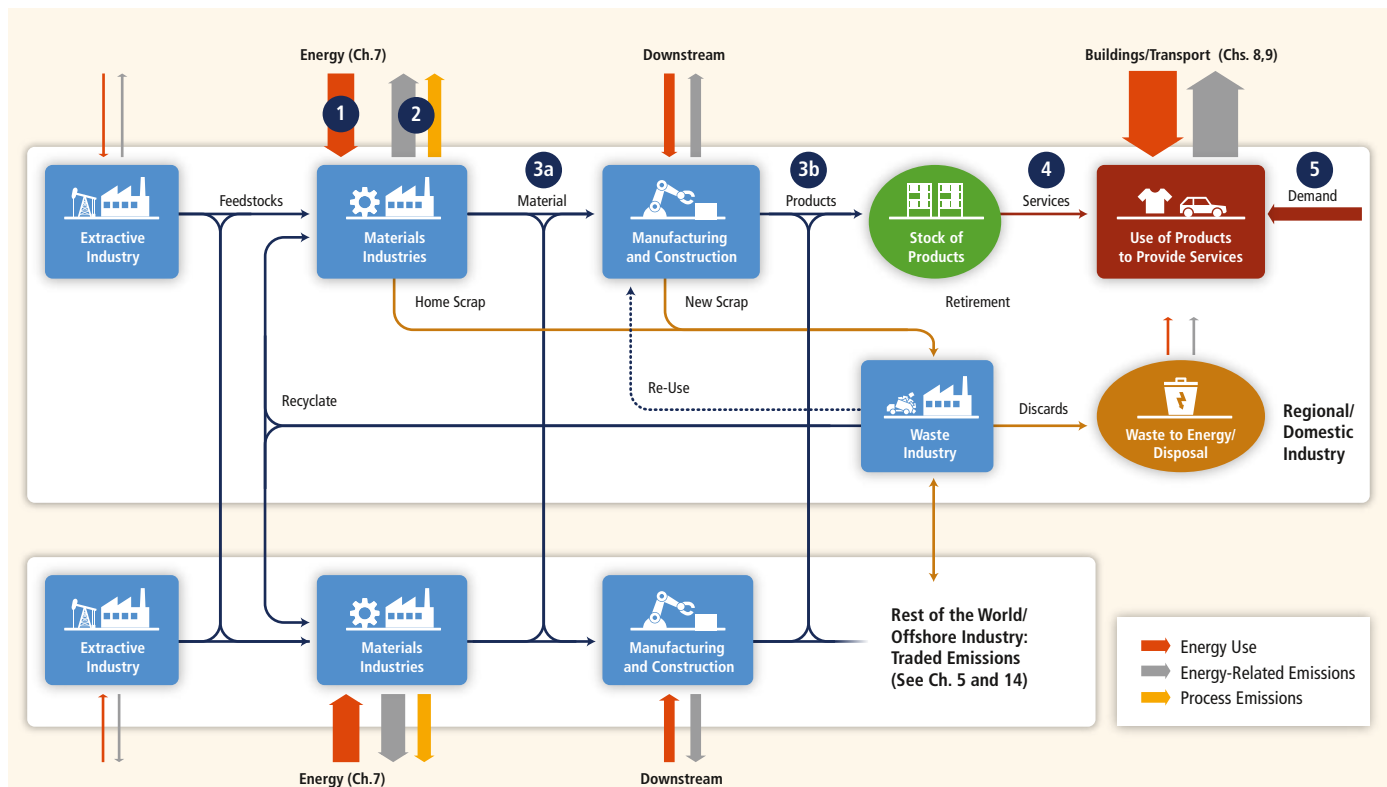 Energy (Ch.7)
Downstream
Buildings/Transport (Chs. 8,9)
1
2
3a
3b
4
5
Feedstocks
Material
Products
Services
Demand
Extractive
Industry
Materials
Industries
Manufacturing
and Construction
Stock of
Products
Use of Products
to Provide Services
Home Scrap
New Scrap
Retirement
Re-Use
Recyclate
Discards
Waste
Industry
Waste to Energy/
Disposal
Regional/
Domestic
Industry
Extractive
Industry
Materials
Industries
Manufacturing
and Construction
Rest of the World/
Offshore Industry:
Traded Emissions
(See Ch. 5 and 14)
Energy Use
Energy-Related Emissions
Process Emissions
Energy (Ch.7)
Downstream